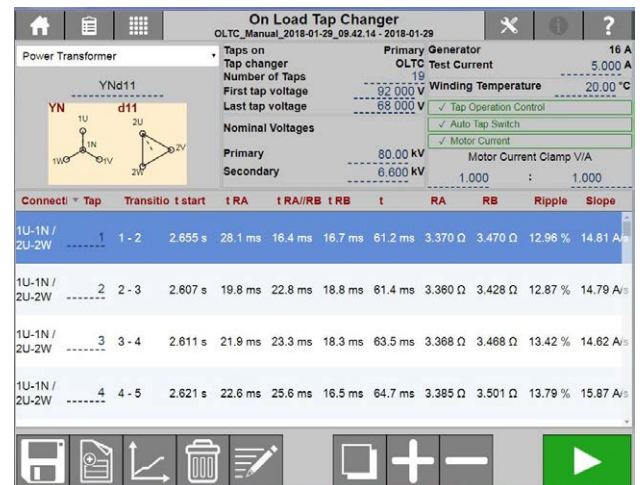 On Load Tap Changer
OLTC_Manual_2018-01-29_09.42.14 - 2018-01-29
?
Power Transformer
YNd11
YN d11
1U 2U
1N
1W 1V 2W 2V
Taps on Primary
Tap changer OLTC
Number of Taps 19
First tap voltage 92 000 V
Last tap voltage 68 000 V
Nominal Voltages
Primary 80.00 kV
Secondary 6.600 kV
Generator 16 A
Test Current 5.000 A
Winding Temperature 20.00 °C
✓ Tap Operation Control
✓ Auto Tap Switch
✓ Motor Current
Motor Current Clamp V/A
1.000 : 1.000
Connecti Tap Transitio t start t RA t RA//RB t RB t RA RB Ripple Slope
1U-1N / 2U-2W 1 1 - 2 2.655 s 28.1 ms 16.4 ms 16.7 ms 61.2 ms 3.370 Ω 3.470 Ω 12.96 % 14.81 A/s
1U-1N / 2U-2W 2 2 - 3 2.607 s 19.8 ms 22.8 ms 18.8 ms 61.4 ms 3.360 Ω 3.428 Ω 12.87 % 14.79 A/s
1U-1N / 2U-2W 3 3 - 4 2.611 s 21.9 ms 23.3 ms 18.3 ms 63.5 ms 3.368 Ω 3.468 Ω 13.42 % 14.62 A/s
1U-1N / 2U-2W 4 4 - 5 2.621 s 22.6 ms 25.6 ms 16.5 ms 64.7 ms 3.385 Ω 3.501 Ω 13.79 % 15.87 A/s